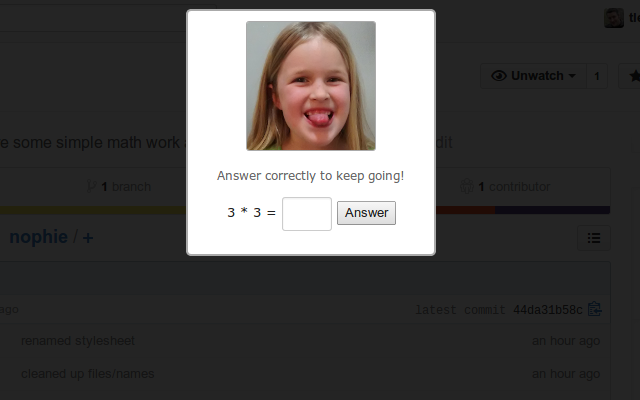 tl
Unwatch 1
e some simple math work
dit
1 branch
1 contributor
Answer correctly to keep going!
3 * 3 = Answer
nophie / +
ago
latest commit 44da31b58c
renamed stylesheet an hour ago
cleaned up files/names an hour ago